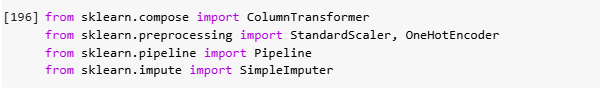 [196] from sklearn.compose import ColumnTransformer
from sklearn.preprocessing import StandardScaler, OneHotEncoder
from sklearn.pipeline import Pipeline
from sklearn.impute import SimpleImputer